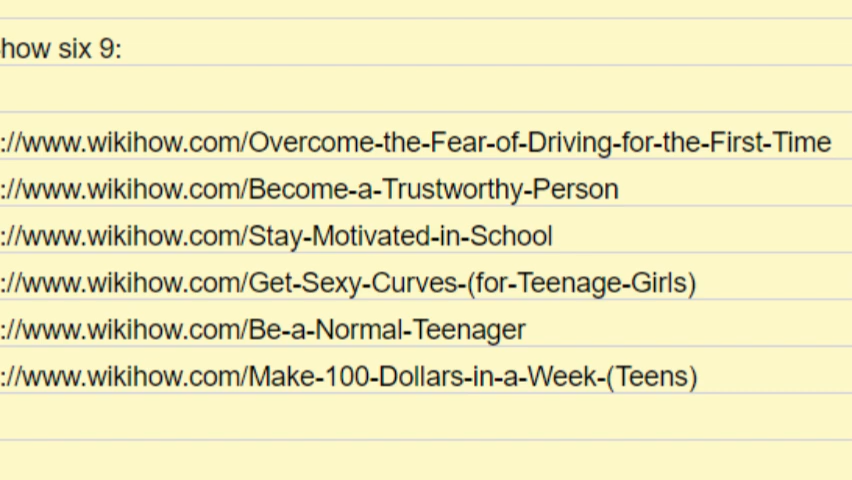 how six 9:
://www.wikihow.com/Overcome-the-Fear-of-Driving-for-the-First-Time
://www.wikihow.com/Become-a-Trustworthy-Person
://www.wikihow.com/Stay-Motivated-in-School
://www.wikihow.com/Get-Sexy-Curves-(for-Teenage-Girls)
://www.wikihow.com/Be-a-Normal-Teenager
://www.wikihow.com/Make-100-Dollars-in-a-Week-(Teens)